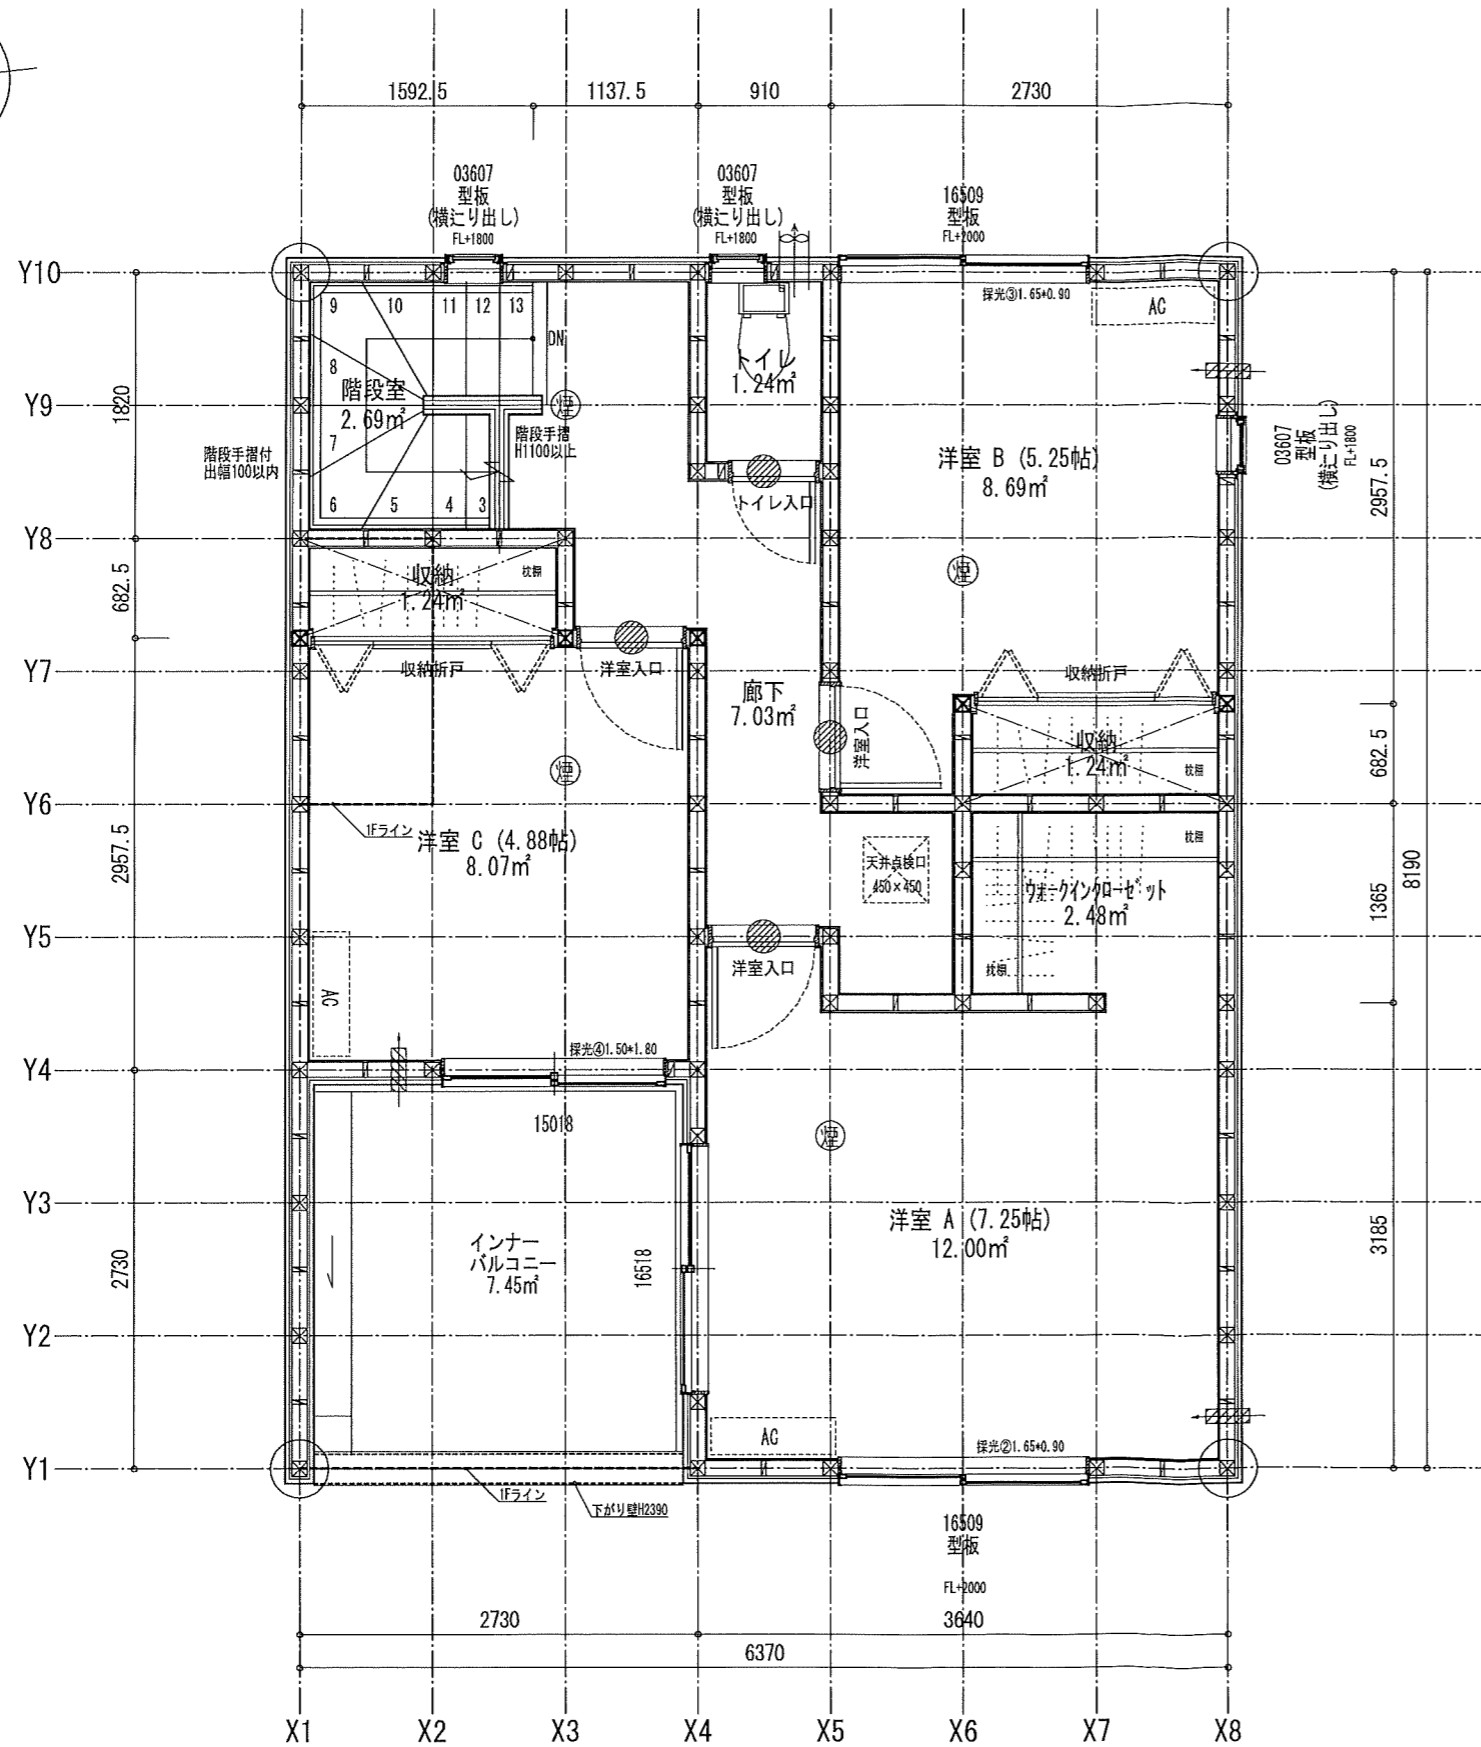 1592.5
1137.5
910
2730
03607
型板
(横辷り出し)
FL+1800
03607
型板
(横辷り出し)
FL+1800
16509
型板
FL+2000
Y10
採光③1.65*0.90
AC
9
10
11
12
13
DN
8
階段室
2.69㎡
トイレ
1.24㎡
1820
Y9
煙
階段手摺
H1100以上
7
階段手摺付
出幅100以内
6
5
4
3
トイレ入口
洋室 B (5.25帖)
8.69㎡
03607
型板
(横辷り出し)
FL+1800
2957.5
Y8
収納
1.24㎡
枕棚
682.5
煙
収納折戸
洋室入口
Y7
廊下
7.03㎡
洋室入口
収納折戸
収納
1.24㎡
枕棚
682.5
煙
Y6
1Fライン
洋室 C (4.88帖)
8.07㎡
2957.5
天井点検口
450×450
枕棚
ウォークインクローゼット
2.48㎡
枕棚
1365
8190
Y5
洋室入口
AC
採光④1.50*1.80
Y4
15018
煙
Y3
インナー
バルコニー
7.45㎡
16518
洋室 A (7.25帖)
12.00㎡
2730
3185
Y2
AC
採光②1.65*0.90
Y1
1Fライン
下がり壁H2390
16509
型板
FL+2000
2730
3640
6370
X1
X2
X3
X4
X5
X6
X7
X8